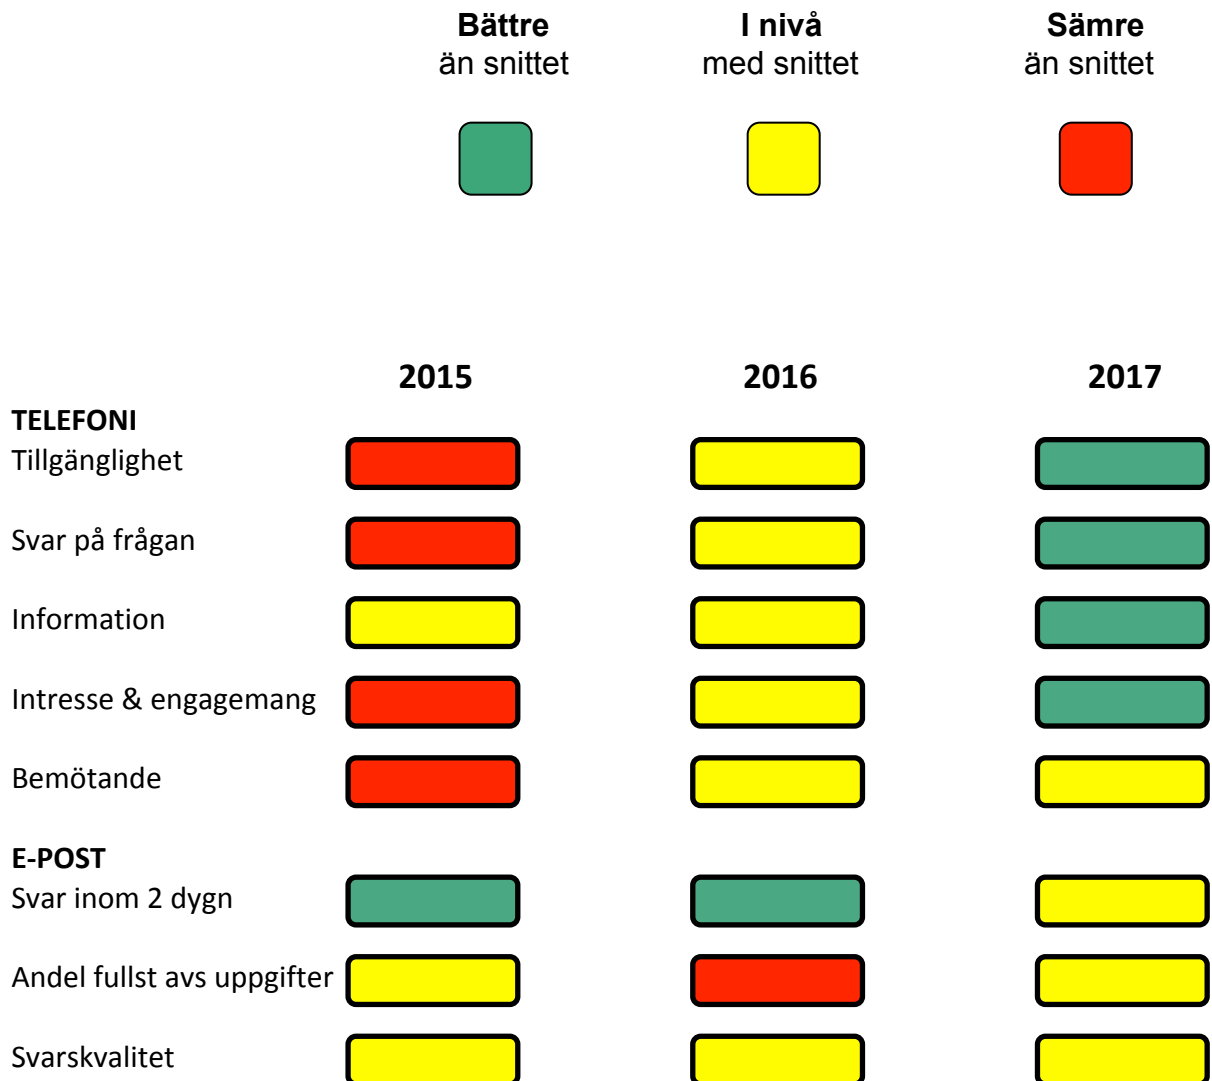 Bättre
än snittet
I nivå
med snittet
Sämre
än snittet
2015 2016 2017
TELEFONI
Tillgänglighet
Svar på frågan
Information
Intresse & engagemang
Bemötande
E-POST
Svar inom 2 dygn
Andel fullst avs uppgifter
Svarskvalitet